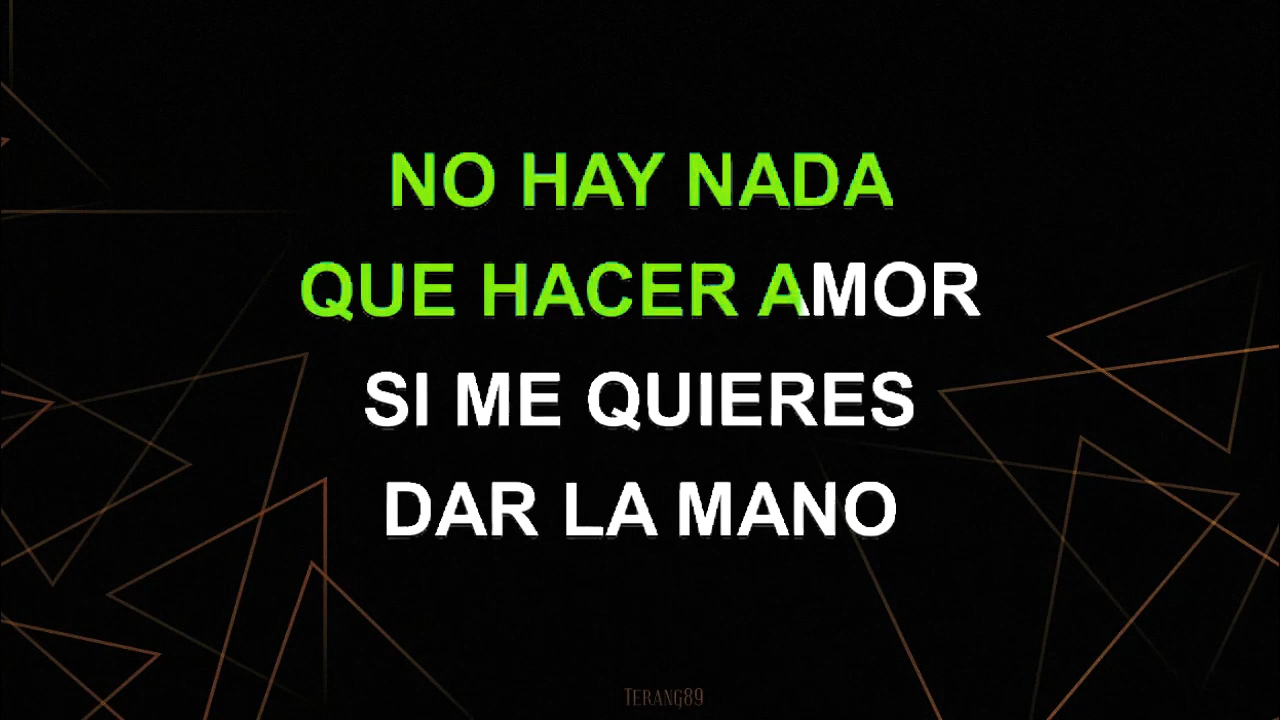 NO HAY NADA
QUE HACER AMOR
SI ME QUIERES
DAR LA MANO
TERANG89